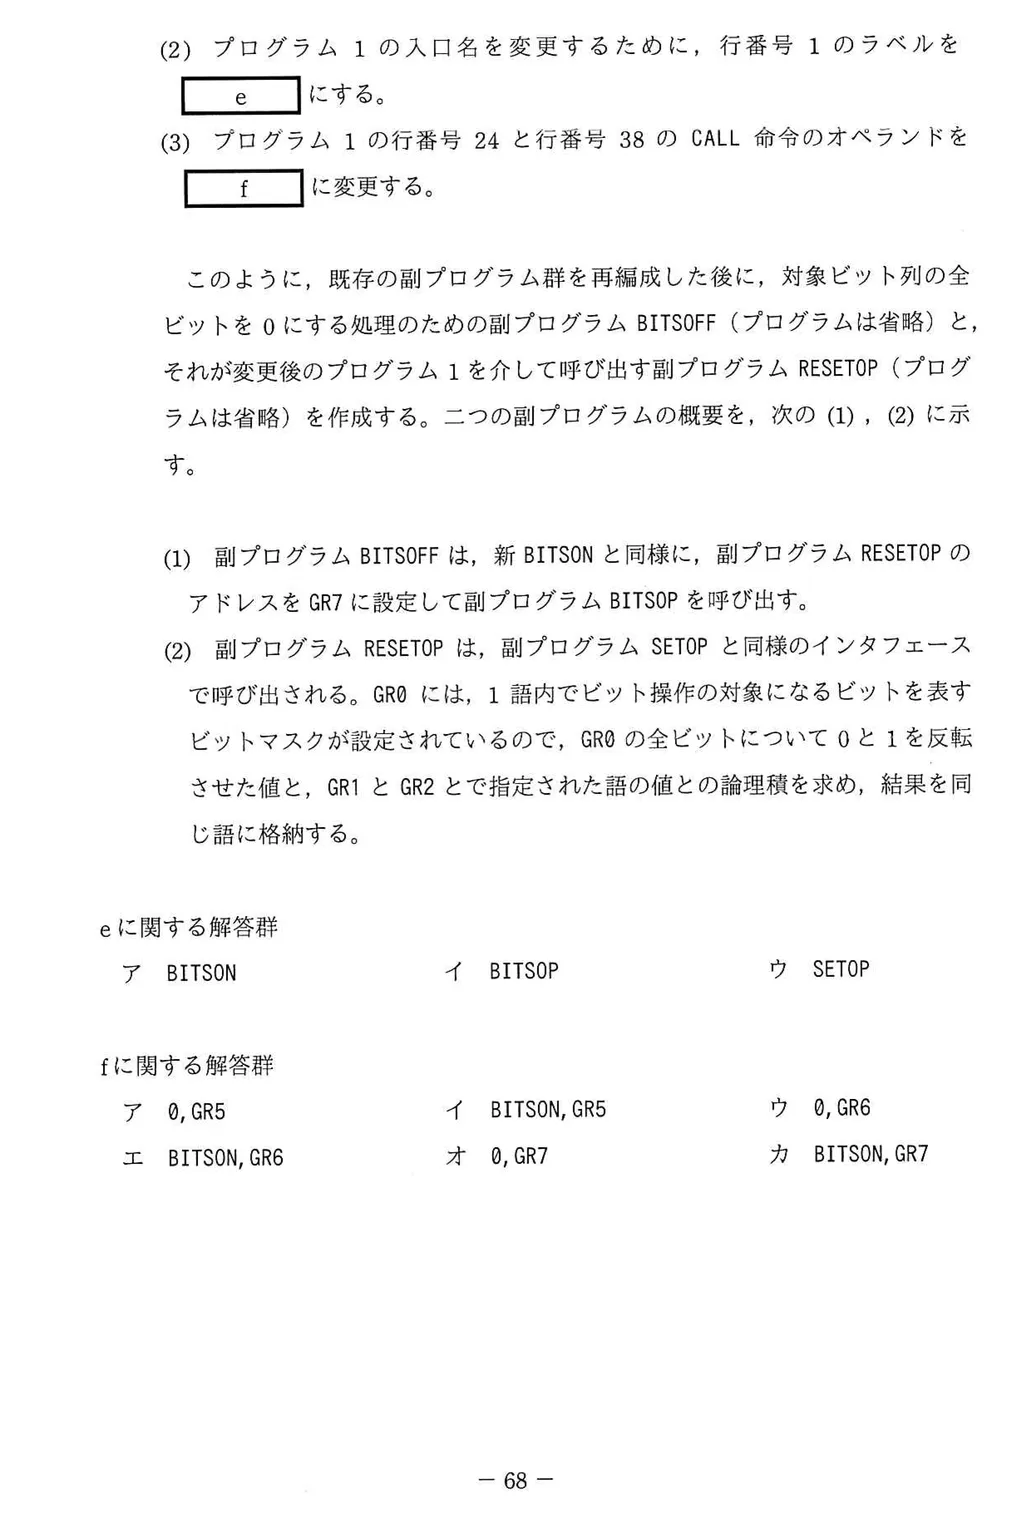 (2) プログラム 1 の入口名を変更するために，行番号 1 のラベルを
e にする。
(3) プログラム 1 の行番号 24 と行番号 38 の CALL 命令のオペランドを
f に変更する。
このように，既存の副プログラム群を再編成した後に，対象ビット列の全
ビットを 0 にする処理のための副プログラム BITSOFF（プログラムは省略）と，
それが変更後のプログラム 1 を介して呼び出す副プログラム RESETOP（プログ
ラムは省略）を作成する。二つの副プログラムの概要を，次の (1) ，(2) に示
す。
(1) 副プログラム BITSOFF は，新 BITSON と同様に，副プログラム RESETOP の
アドレスを GR7 に設定して副プログラム BITSOP を呼び出す。
(2) 副プログラム RESETOP は，副プログラム SETOP と同様のインタフェース
で呼び出される。GR0 には，1 語内でビット操作の対象になるビットを表す
ビットマスクが設定されているので，GR0 の全ビットについて 0 と 1 を反転
させた値と，GR1 と GR2 とで指定された語の値との論理積を求め，結果を同
じ語に格納する。
e に関する解答群
ア BITSON イ BITSOP ウ SETOP
f に関する解答群
ア 0,GR5 イ BITSON,GR5 ウ 0,GR6
エ BITSON,GR6 オ 0,GR7 カ BITSON,GR7
－ 68 －